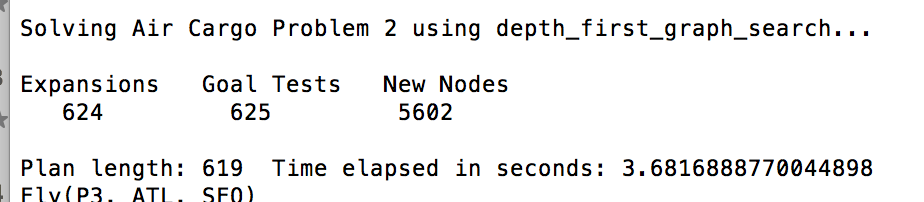 Solving Air Cargo Problem 2 using depth_first_graph_search...
Expansions   Goal Tests   New Nodes
624   625   5602
Plan length: 619  Time elapsed in seconds: 3.6816888770044898
Fly(P3, ATL, SFO)